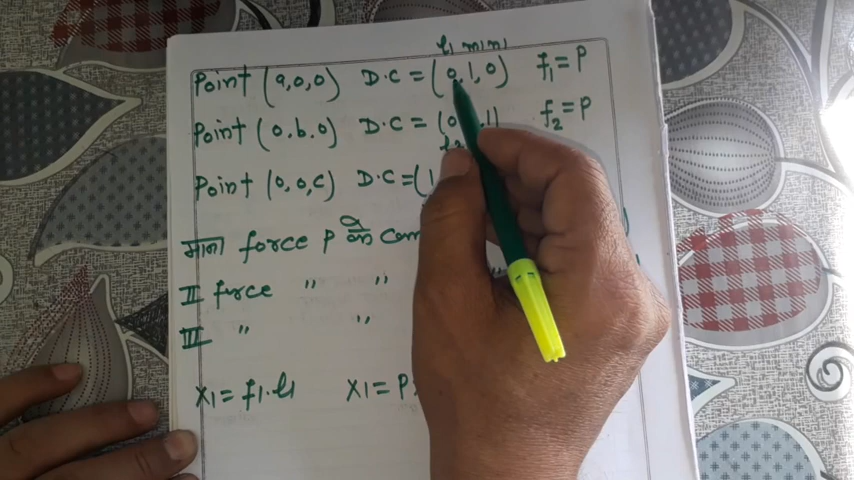 l1 m1 n1
Point (a,0,0) D.C = (0,1,0) f1 = P
Point (0,b,0) D.C = (0 ,1) f2 = P
Point (0,0,C) D.C = (1
माना force P के com
II force " "
III " "
X1 = f1.l1 X1 = P